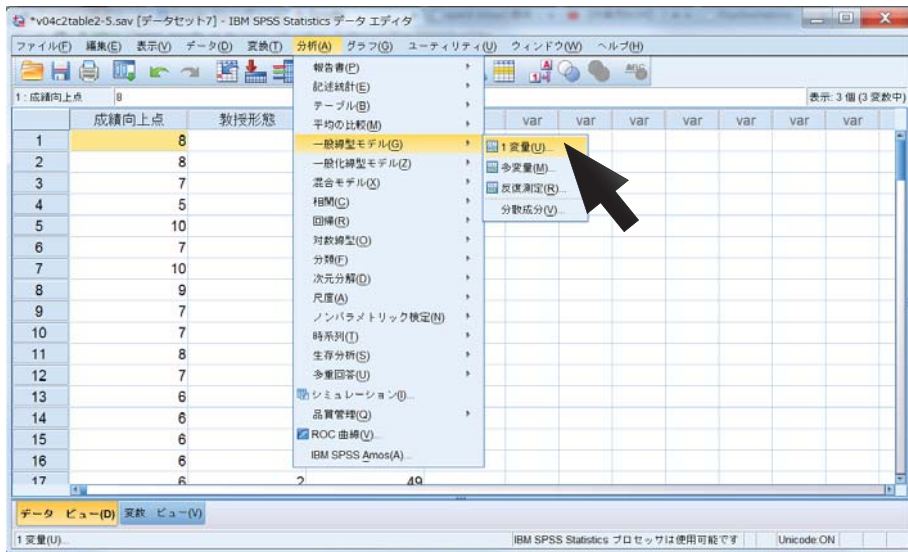 *v04c2table2-5.sav [データセット7] - IBM SPSS Statistics データ エディタ
ファイル(F) 編集(E) 表示(V) データ(D) 変換(T) 分析(A) グラフ(G) ユーティリティ(U) ウィンドウ(W) ヘルプ(H)
1 : 成績向上点 8 表示: 3 個 (3 変数中)
成績向上点 教授形態 var var var var var var
1 8
2 8
3 7
4 5
5 10
6 7
7 10
8 9
9 7
10 7
11 8
12 7
13 6
14 6
15 6
16 6
17 6 2 49
報告書(P)
記述統計(E)
テーブル(B)
平均の比較(M)
一般線型モデル(G)
一般化線型モデル(Z)
混合モデル(X)
相関(C)
回帰(R)
対数線型(O)
分類(F)
次元分解(D)
尺度(A)
ノンパラメトリック検定(N)
時系列(T)
生存分析(S)
多重回答(U)
シミュレーション(I)...
品質管理(Q)
ROC 曲線(V)...
IBM SPSS Amos(A)...
1 変量(U)...
多変量(M)...
反復測定(R)...
分散成分(V)...
データ ビュー(D) 変数 ビュー(V)
1 変量(U)... IBM SPSS Statistics プロセッサは使用可能です Unicode:ON